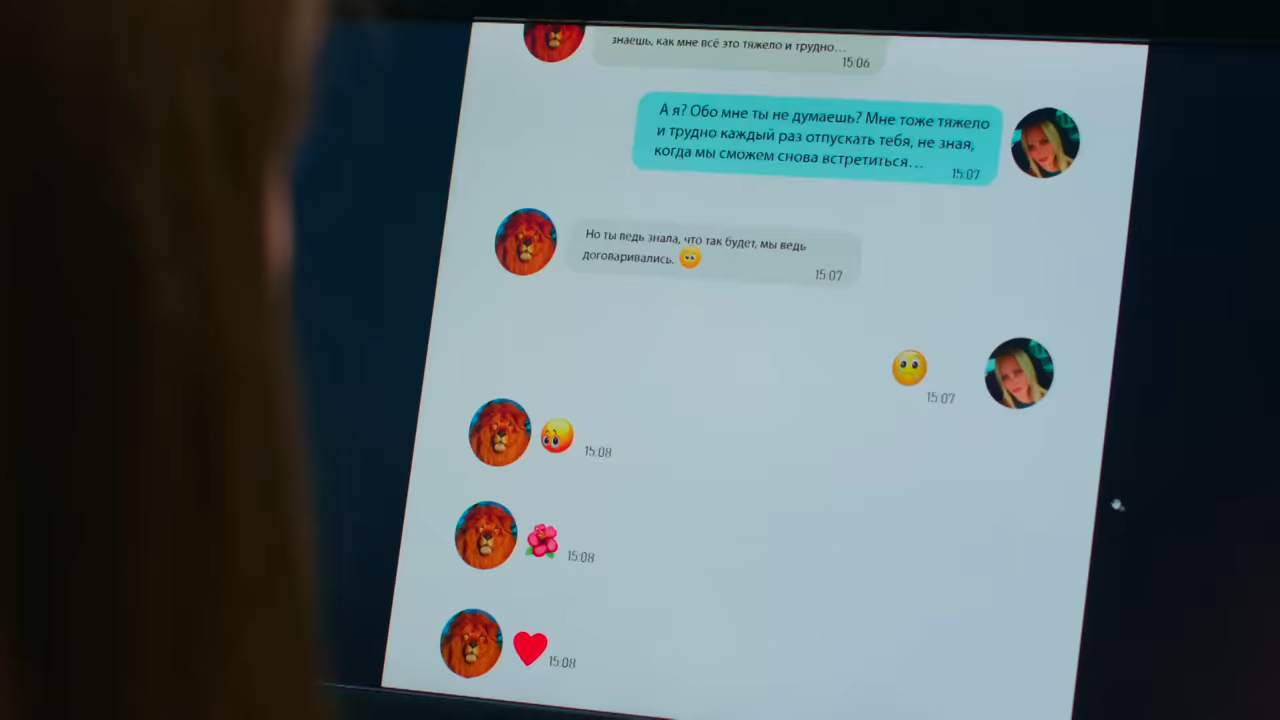 знаешь, как мне всё это тяжело и трудно...
15:06
А я? Обо мне ты не думаешь? Мне тоже тяжело
и трудно каждый раз отпускать тебя, не зная,
когда мы сможем снова встретиться...
15:07
Но ты ведь знала, что так будет, мы ведь
договаривались. 😶
15:07
15:07
15:08
15:08
15:08